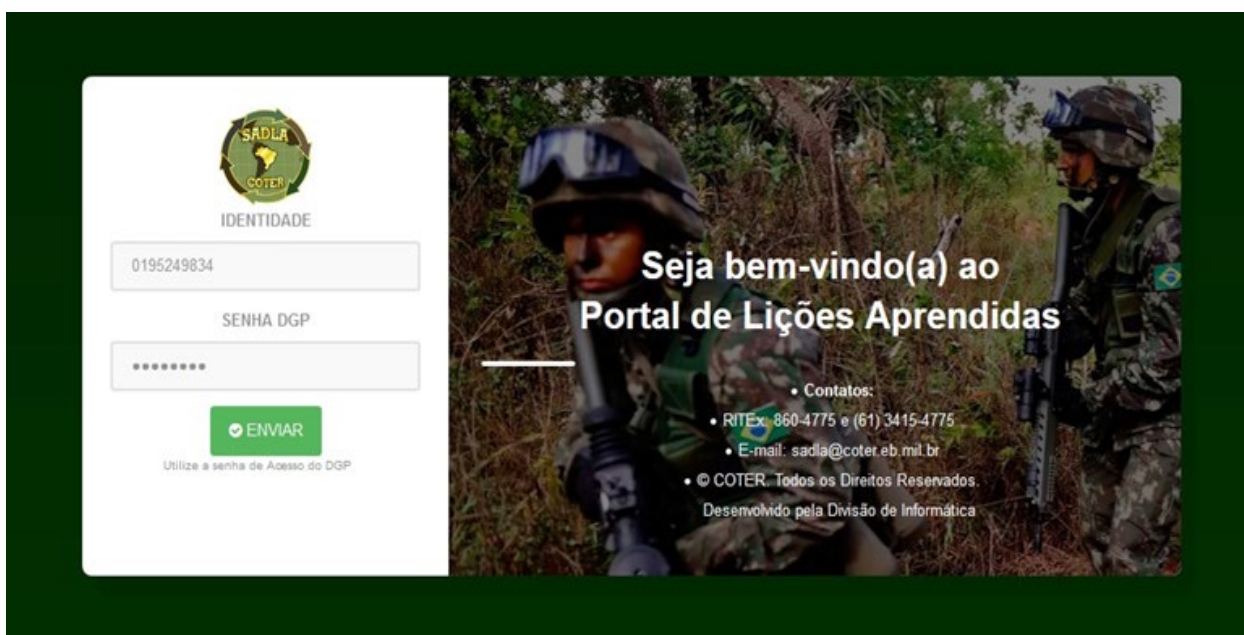 SADLA
COTER
IDENTIDADE
0195249834
SENHA DGP
••••••••
ENVIAR
Utilize a senha de Acesso do DGP
Seja bem-vindo(a) ao
Portal de Lições Aprendidas
• Contatos:
• RITEx: 860-4775 e (61) 3415-4775
• E-mail: sadla@coter.eb.mil.br
• © COTER. Todos os Direitos Reservados.
Desenvolvido pela Divisão de Informática